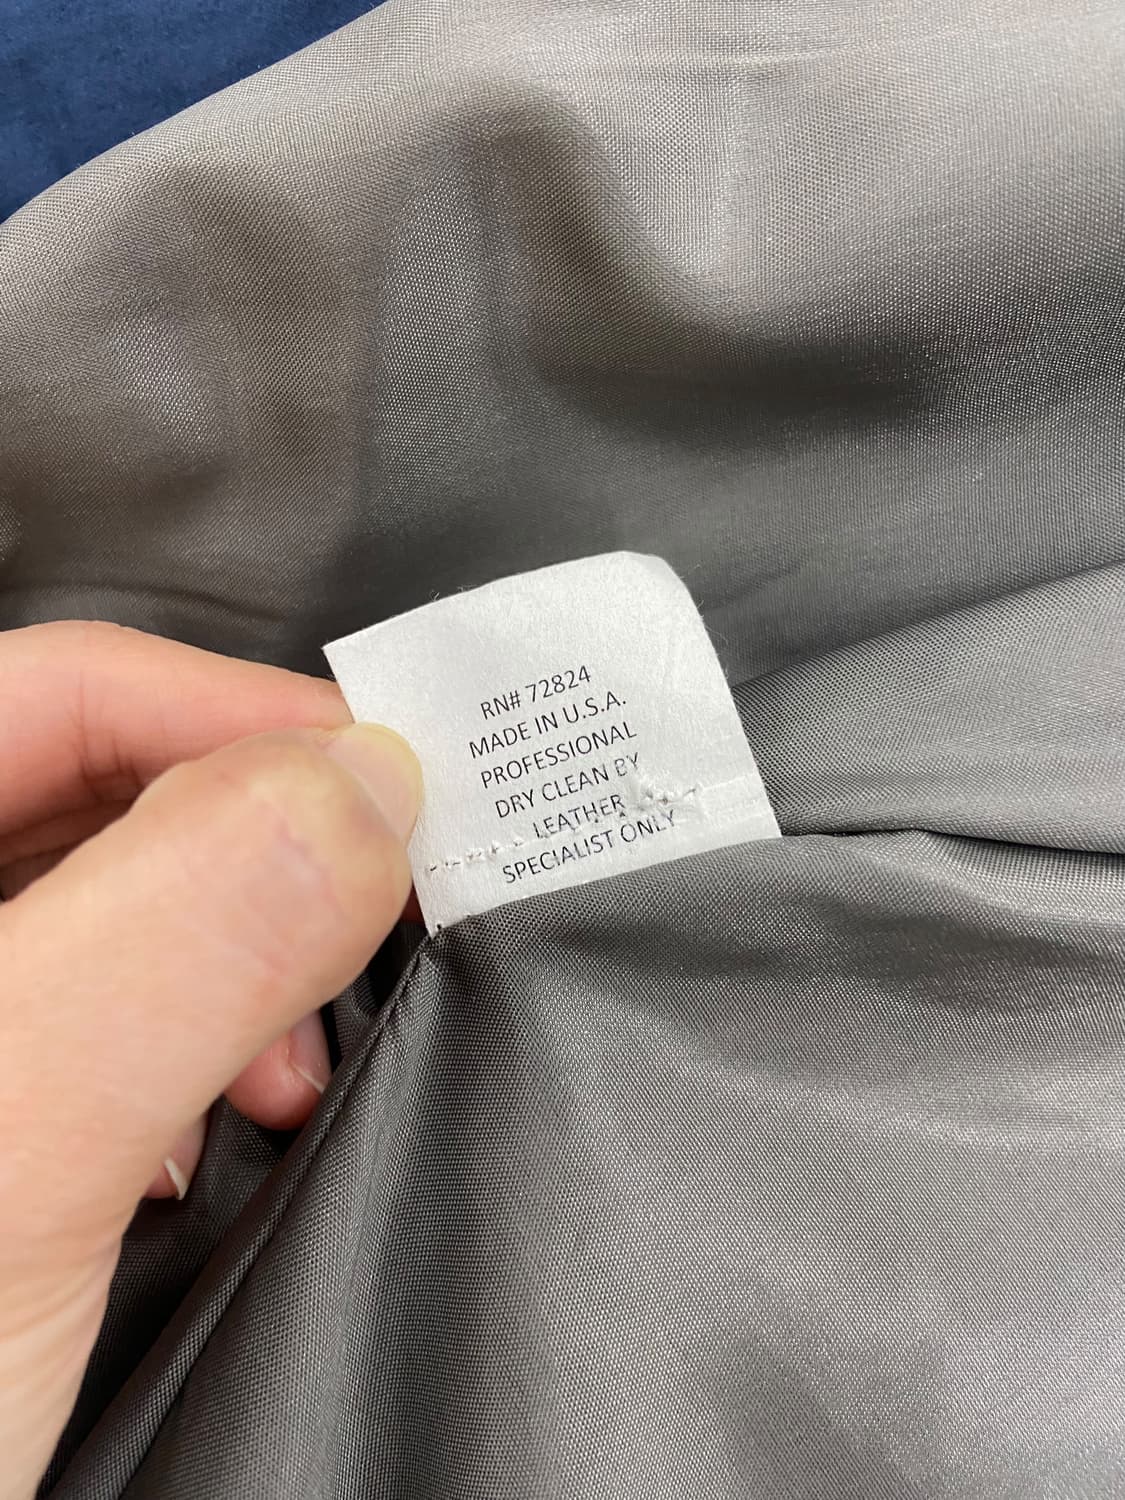 RN# 72824
MADE IN U.S.A.
PROFESSIONAL
DRY CLEAN BY
LEATHER
SPECIALIST ONLY